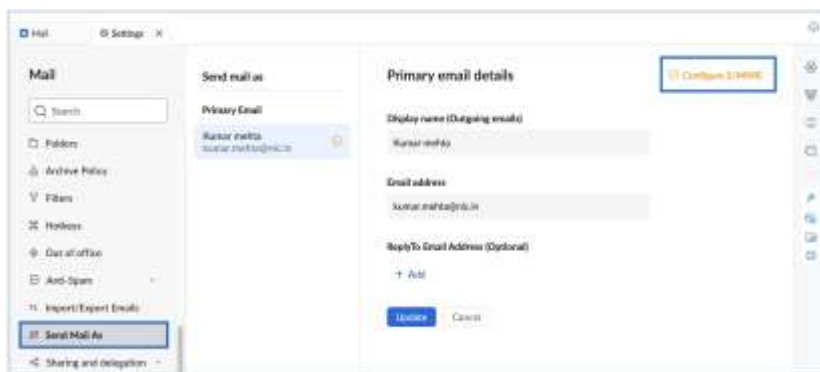 Mail
Settings
Mail
Search
Folders
Archive Policy
Filters
Hotkeys
Out of office
Anti-Spam
Import/Export Emails
Send Mail As
Sharing and delegation
Send mail as
Primary Email
Kumar mehta
kumar.mehta@nic.in
Primary email details
Configure S/MIME
Display name (Outgoing emails)
Kumar mehta
Email address
kumar.mehta@nic.in
ReplyTo Email Address (Optional)
+ Add
Update Cancel